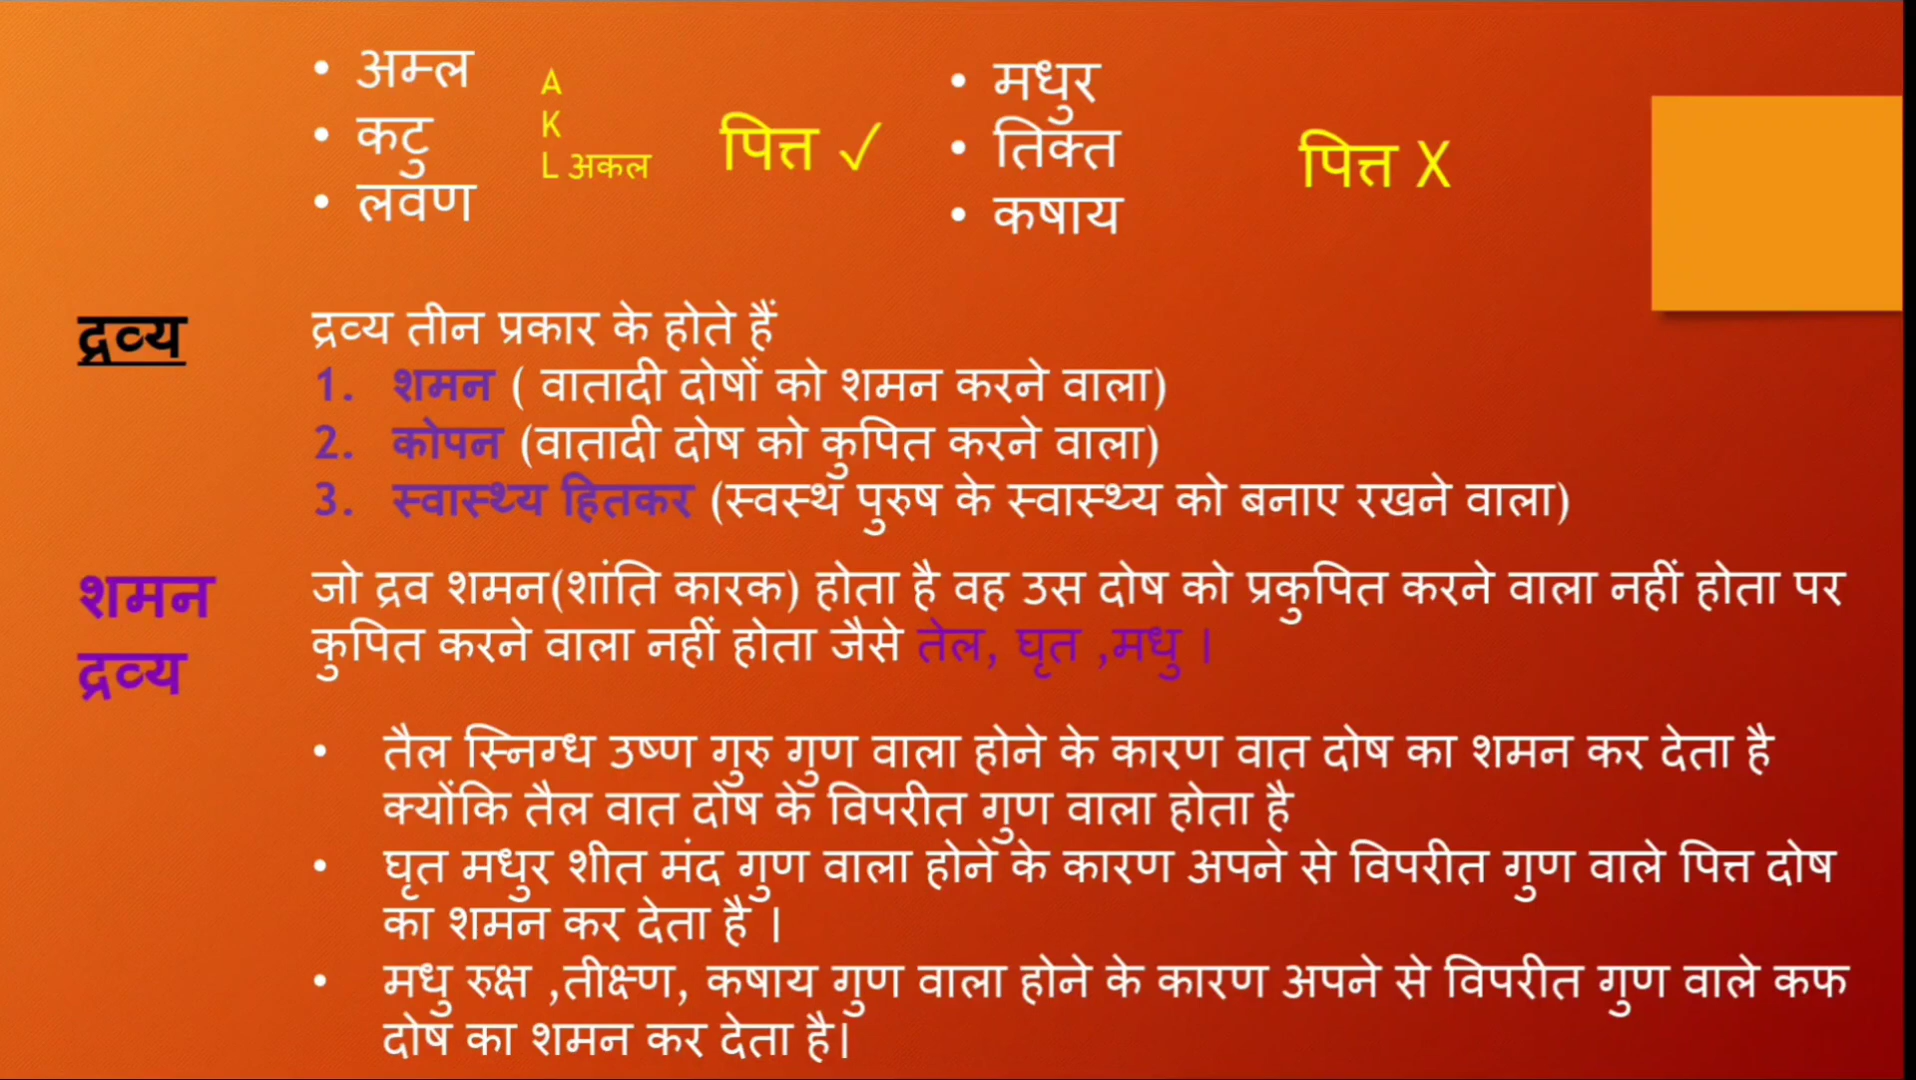 • अम्ल
• कटु
• लवण
A
K
L अकल
पित्त ✓
• मधुर
• तिक्त
• कषाय
पित्त X
द्रव्य
द्रव्य तीन प्रकार के होते हैं
1. शमन ( वातादी दोषों को शमन करने वाला)
2. कोपन (वातादी दोष को कुपित करने वाला)
3. स्वास्थ्य हितकर (स्वस्थ पुरुष के स्वास्थ्य को बनाए रखने वाला)
शमन
द्रव्य
जो द्रव शमन(शांति कारक) होता है वह उस दोष को प्रकुपित करने वाला नहीं होता पर
कुपित करने वाला नहीं होता जैसे तेल, घृत ,मधु ।
• तैल स्निग्ध उष्ण गुरु गुण वाला होने के कारण वात दोष का शमन कर देता है
क्योंकि तैल वात दोष के विपरीत गुण वाला होता है
• घृत मधुर शीत मंद गुण वाला होने के कारण अपने से विपरीत गुण वाले पित्त दोष
का शमन कर देता है ।
• मधु रुक्ष ,तीक्ष्ण, कषाय गुण वाला होने के कारण अपने से विपरीत गुण वाले कफ
दोष का शमन कर देता है।